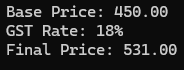 Base Price: 450.00
GST Rate: 18%
Final Price: 531.00